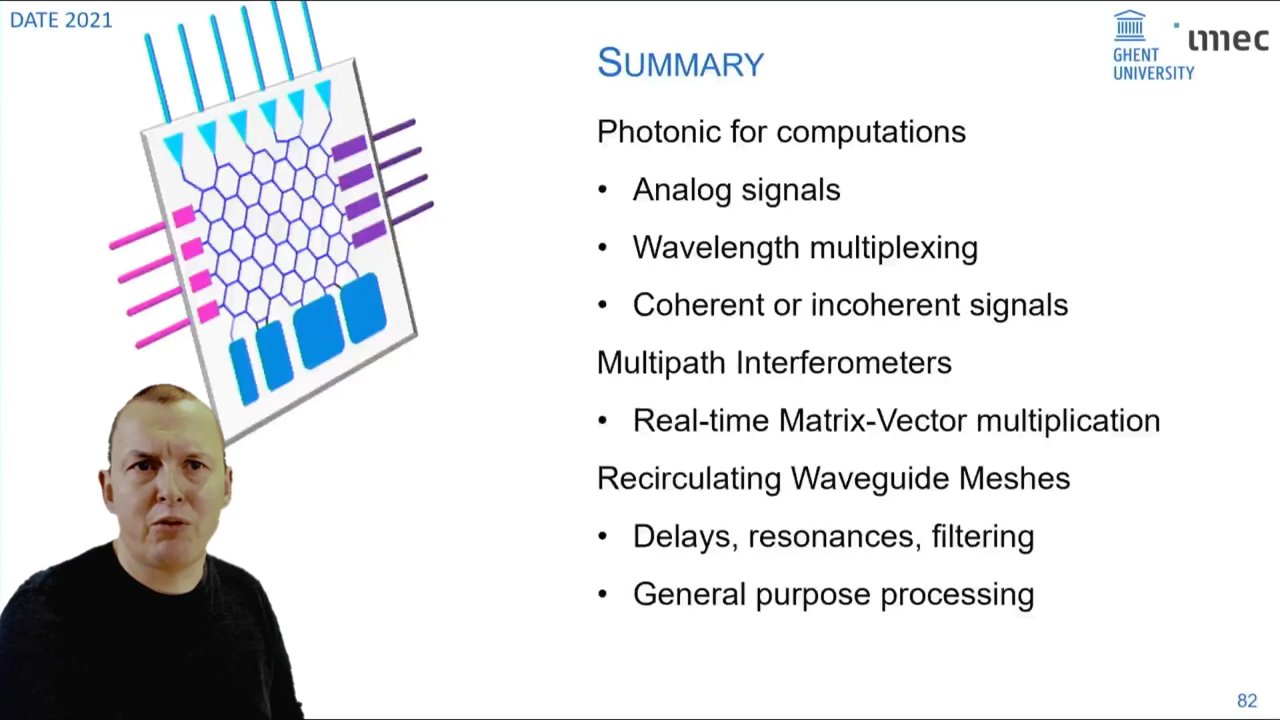 DATE 2021
GHENT
UNIVERSITY
imec
SUMMARY
Photonic for computations
• Analog signals
• Wavelength multiplexing
• Coherent or incoherent signals
Multipath Interferometers
• Real-time Matrix-Vector multiplication
Recirculating Waveguide Meshes
• Delays, resonances, filtering
• General purpose processing
82